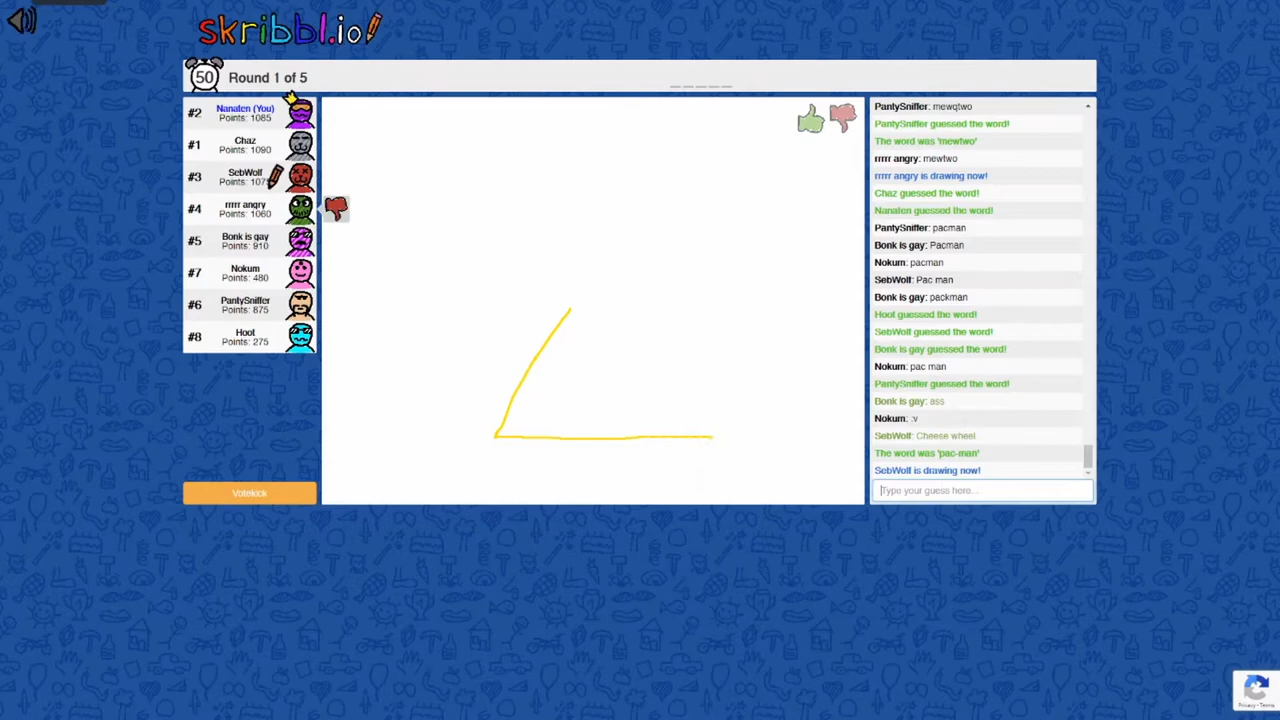 skribbl.io
50
Round 1 of 5
_ _ _ _ _
#2 Nanaten (You)
Points: 1085
#1 Chaz
Points: 1090
#3 SebWolf
Points: 107
#4 rrrrr angry
Points: 1060
#5 Bonk is gay
Points: 910
#7 Nokum
Points: 480
#6 PantySniffer
Points: 875
#8 Hoot
Points: 275
Votekick
PantySniffer: mewqtwo
PantySniffer guessed the word!
The word was 'mewtwo'
rrrrr angry: mewtwo
rrrrr angry is drawing now!
Chaz guessed the word!
Nanaten guessed the word!
PantySniffer: pacman
Bonk is gay: Pacman
Nokum: pacman
SebWolf: Pac man
Bonk is gay: packman
Hoot guessed the word!
SebWolf guessed the word!
Bonk is gay guessed the word!
Nokum: pac man
PantySniffer guessed the word!
Bonk is gay: ass
Nokum: :v
SebWolf: Cheese wheel
The word was 'pac-man'
SebWolf is drawing now!
Type your guess here...
Privacy - Terms